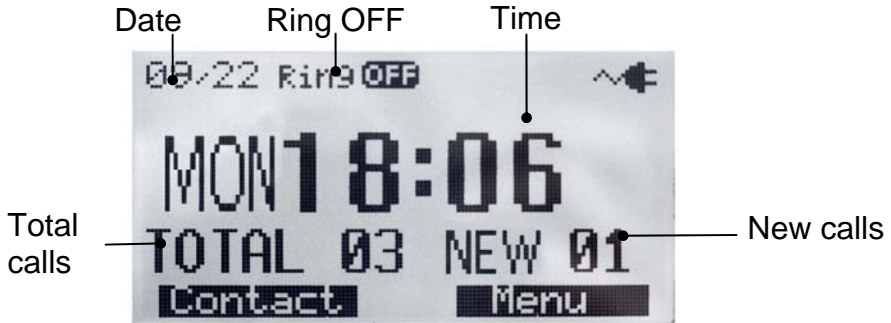 Date Ring OFF Time
09/22 Ring OFF
MON 18:06
Total calls
TOTAL 03 NEW 01
New calls
Contact Menu